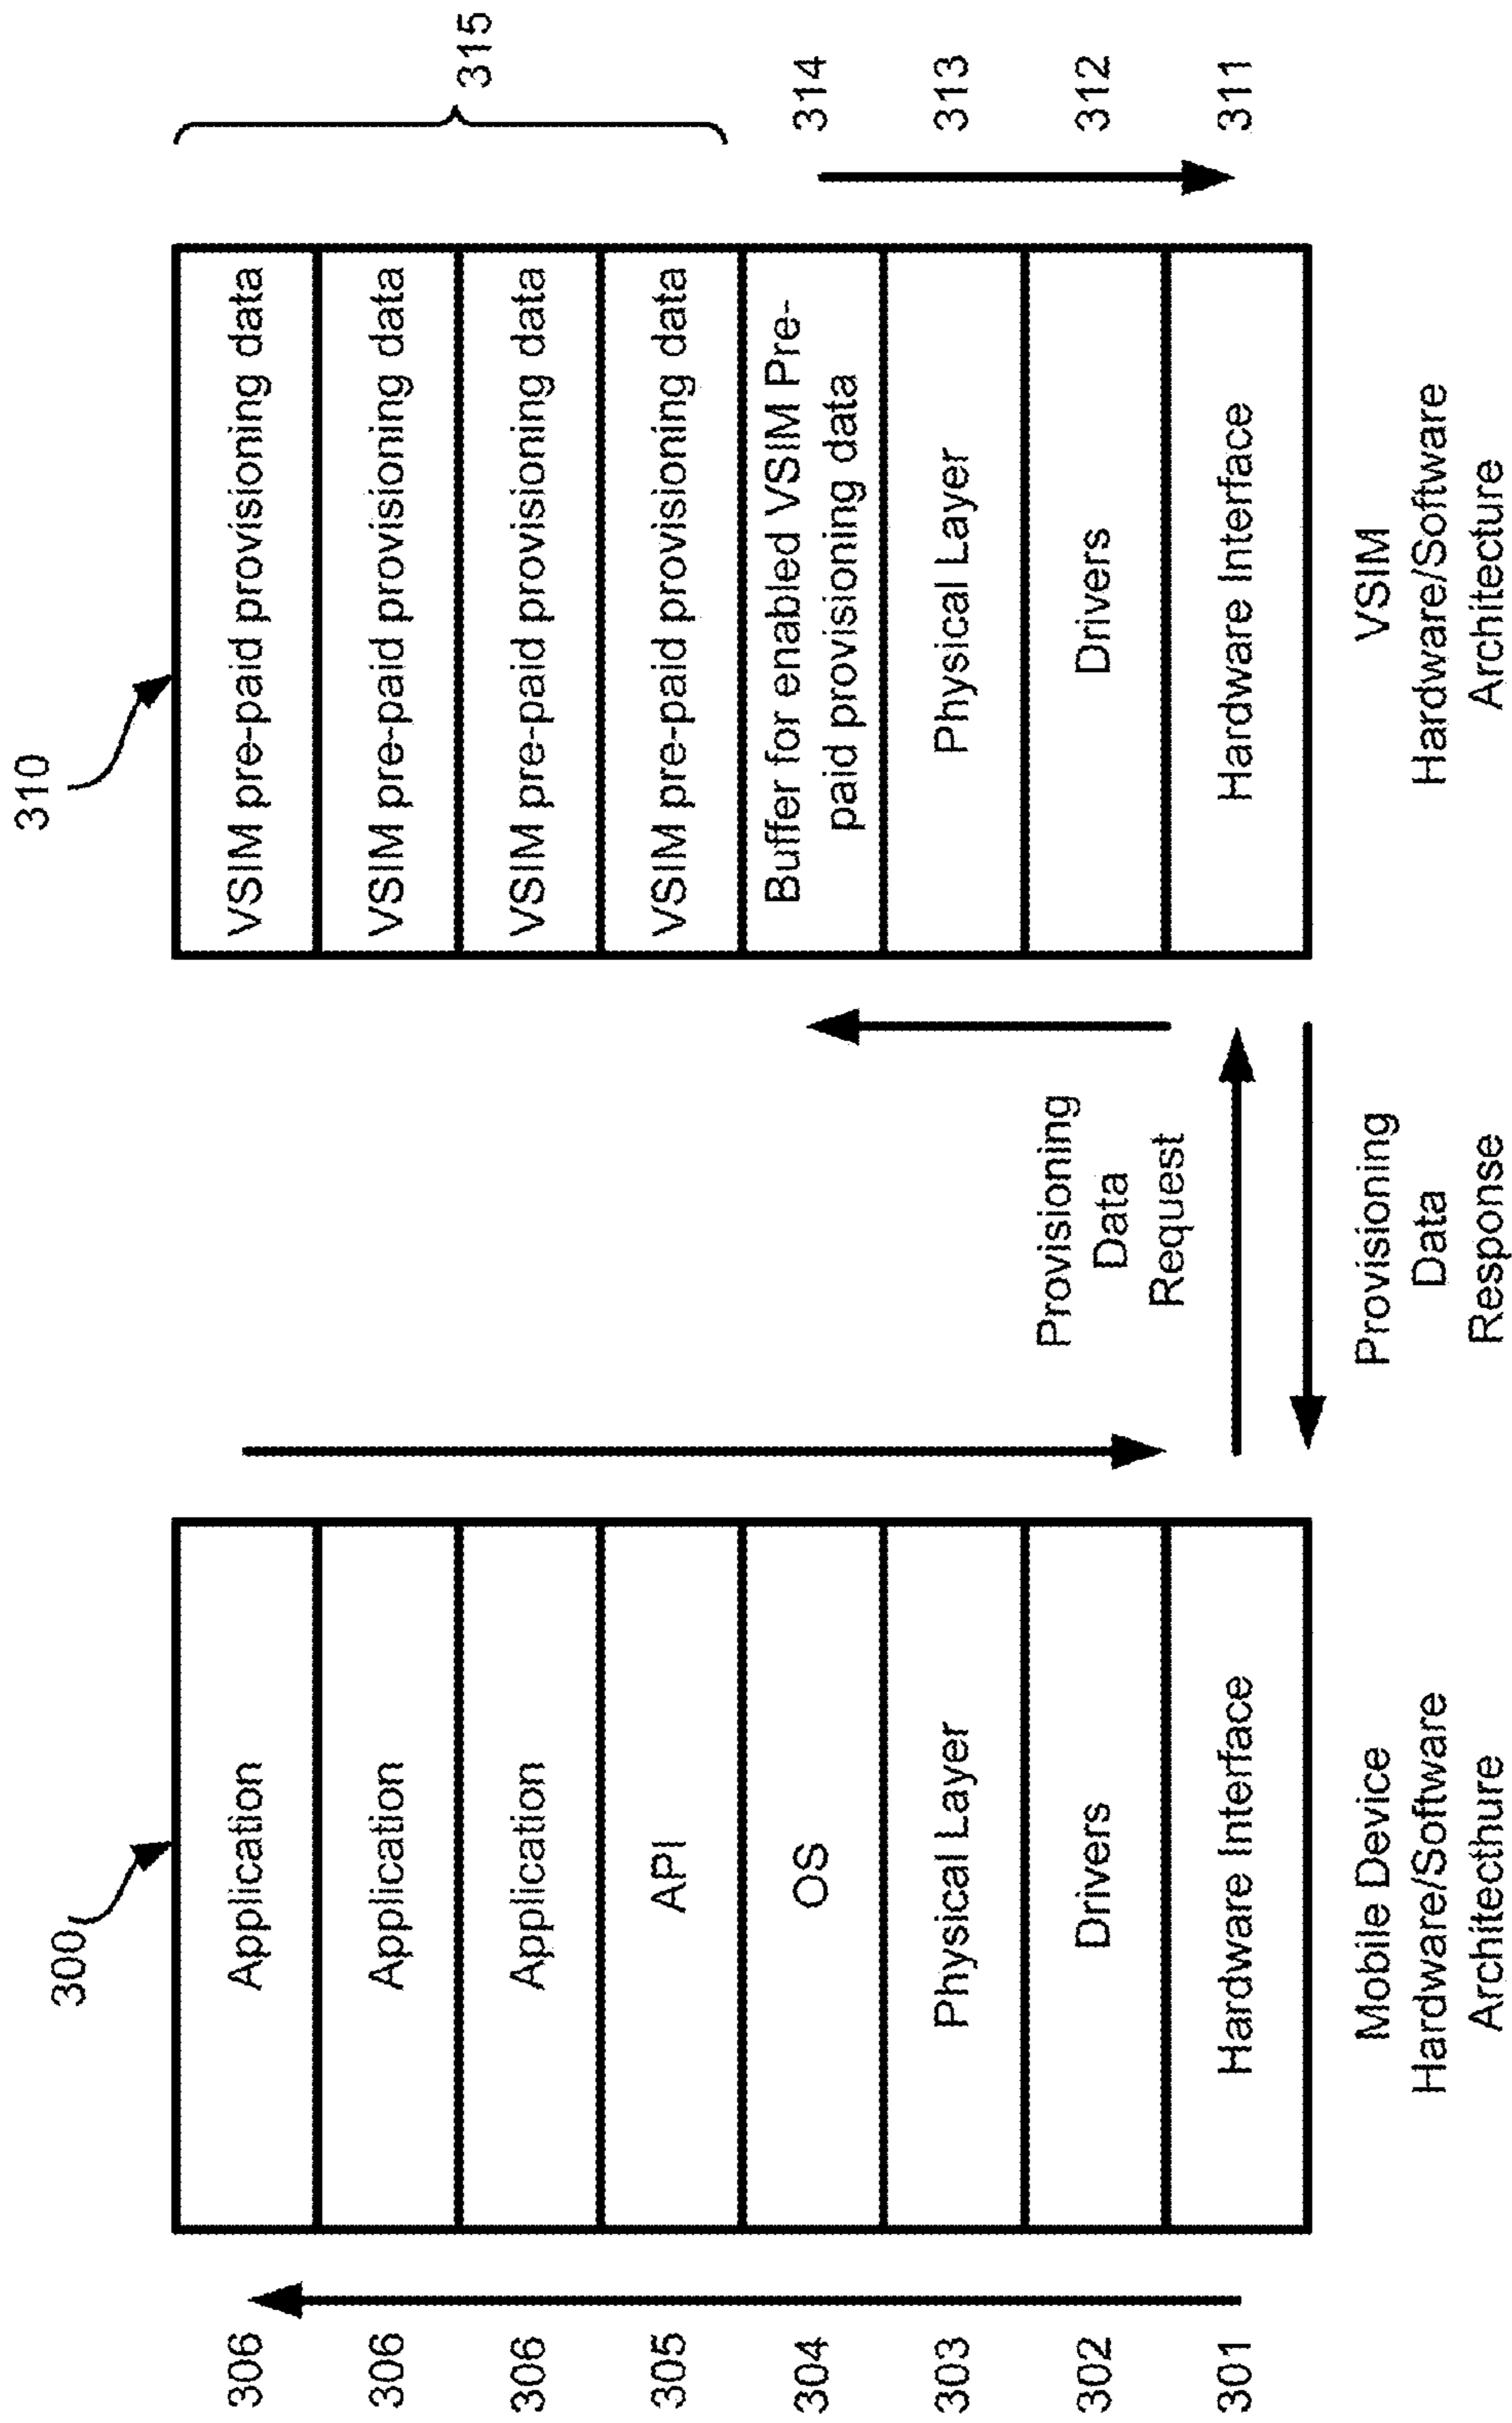 300
310
306
Application
306
Application
306
Application
305
API
304
OS
303
Physical Layer
302
Drivers
301
Hardware Interface
Mobile Device
Hardware/Software
Architecthure
Provisioning
Data
Request
Provisioning
Data
Response
VSIM pre-paid provisioning data
VSIM pre-paid provisioning data
VSIM pre-paid provisioning data
VSIM pre-paid provisioning data
315
Buffer for enabled VSIM Pre-
paid provisioning data
314
Physical Layer
313
Drivers
312
Hardware Interface
311
VSIM
Hardware/Software
Architecture